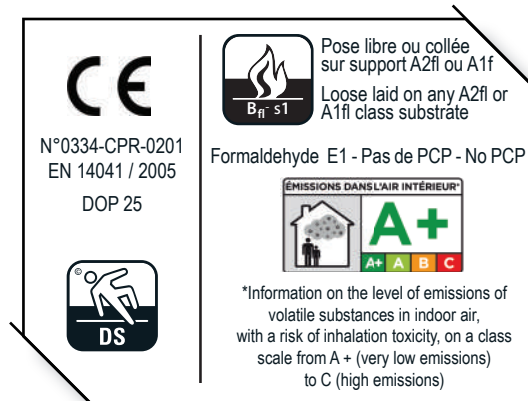 CE
N°0334-CPR-0201
EN 14041 / 2005
DOP 25
©
DS
Bfl- s1
Pose libre ou collée
sur support A2fl ou A1f
Loose laid on any A2fl or
A1fl class substrate
Formaldehyde E1 - Pas de PCP - No PCP
ÉMISSIONS DANS L'AIR INTÉRIEUR*
A+
A+ A B C
*Information on the level of emissions of
volatile substances in indoor air,
with a risk of inhalation toxicity, on a class
scale from A + (very low emissions)
to C (high emissions)